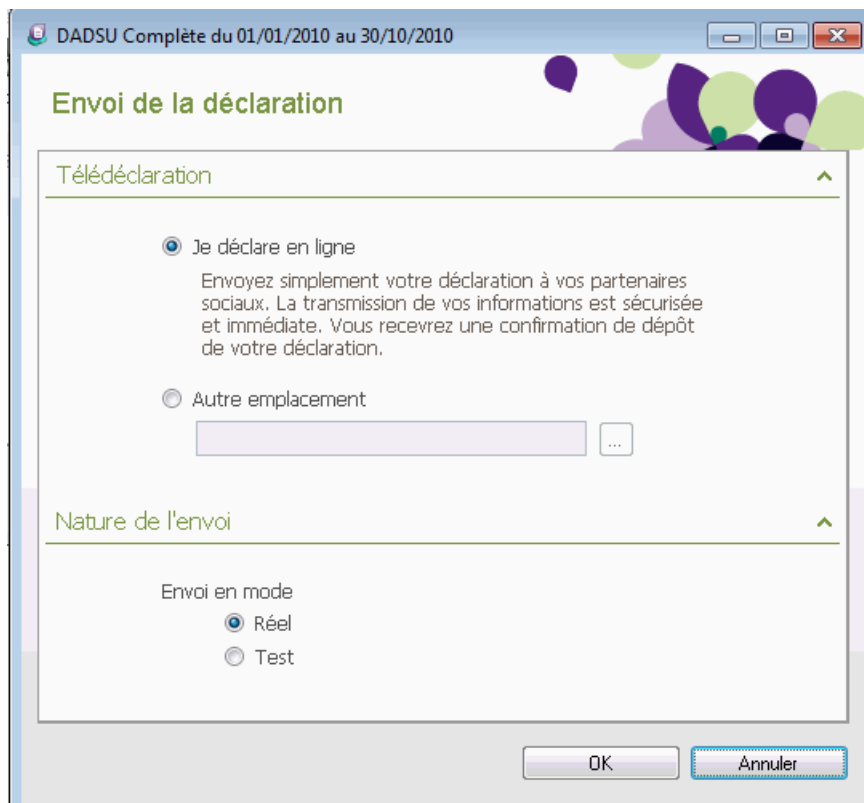 DADSU Complète du 01/01/2010 au 30/10/2010
Envoi de la déclaration
Télédéclaration
Je déclare en ligne
Envoyez simplement votre déclaration à vos partenaires
sociaux. La transmission de vos informations est sécurisée
et immédiate. Vous recevrez une confirmation de dépôt
de votre déclaration.
Autre emplacement
...
Nature de l'envoi
Envoi en mode
Réel
Test
OK
Annuler